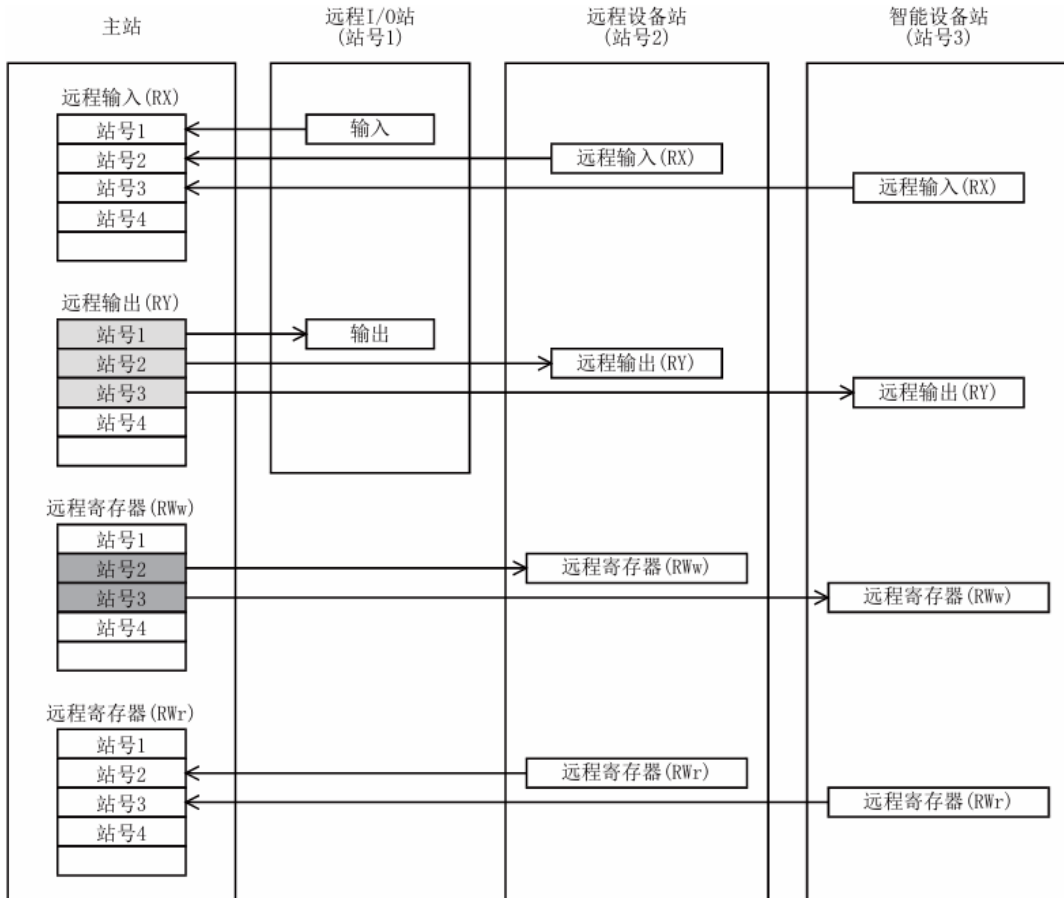 主站
远程I/O站
(站号1)
远程设备站
(站号2)
智能设备站
(站号3)
远程输入(RX)
站号1
输入
站号2
远程输入(RX)
站号3
远程输入(RX)
站号4
远程输出(RY)
站号1
输出
站号2
远程输出(RY)
站号3
远程输出(RY)
站号4
远程寄存器(RWw)
站号1
站号2
远程寄存器(RWw)
站号3
远程寄存器(RWw)
站号4
远程寄存器(RWr)
站号1
站号2
远程寄存器(RWr)
站号3
远程寄存器(RWr)
站号4